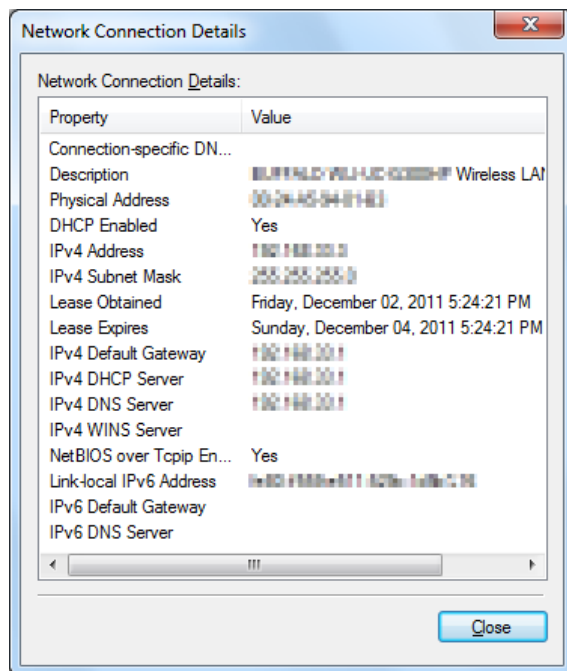 Network Connection Details
Network Connection Details:
Property Value
Connection-specific DN...
Description Wireless LAN
Physical Address
DHCP Enabled Yes
IPv4 Address
IPv4 Subnet Mask
Lease Obtained Friday, December 02, 2011 5:24:21 PM
Lease Expires Sunday, December 04, 2011 5:24:21 PM
IPv4 Default Gateway
IPv4 DHCP Server
IPv4 DNS Server
IPv4 WINS Server
NetBIOS over Tcpip En... Yes
Link-local IPv6 Address
IPv6 Default Gateway
IPv6 DNS Server
Close